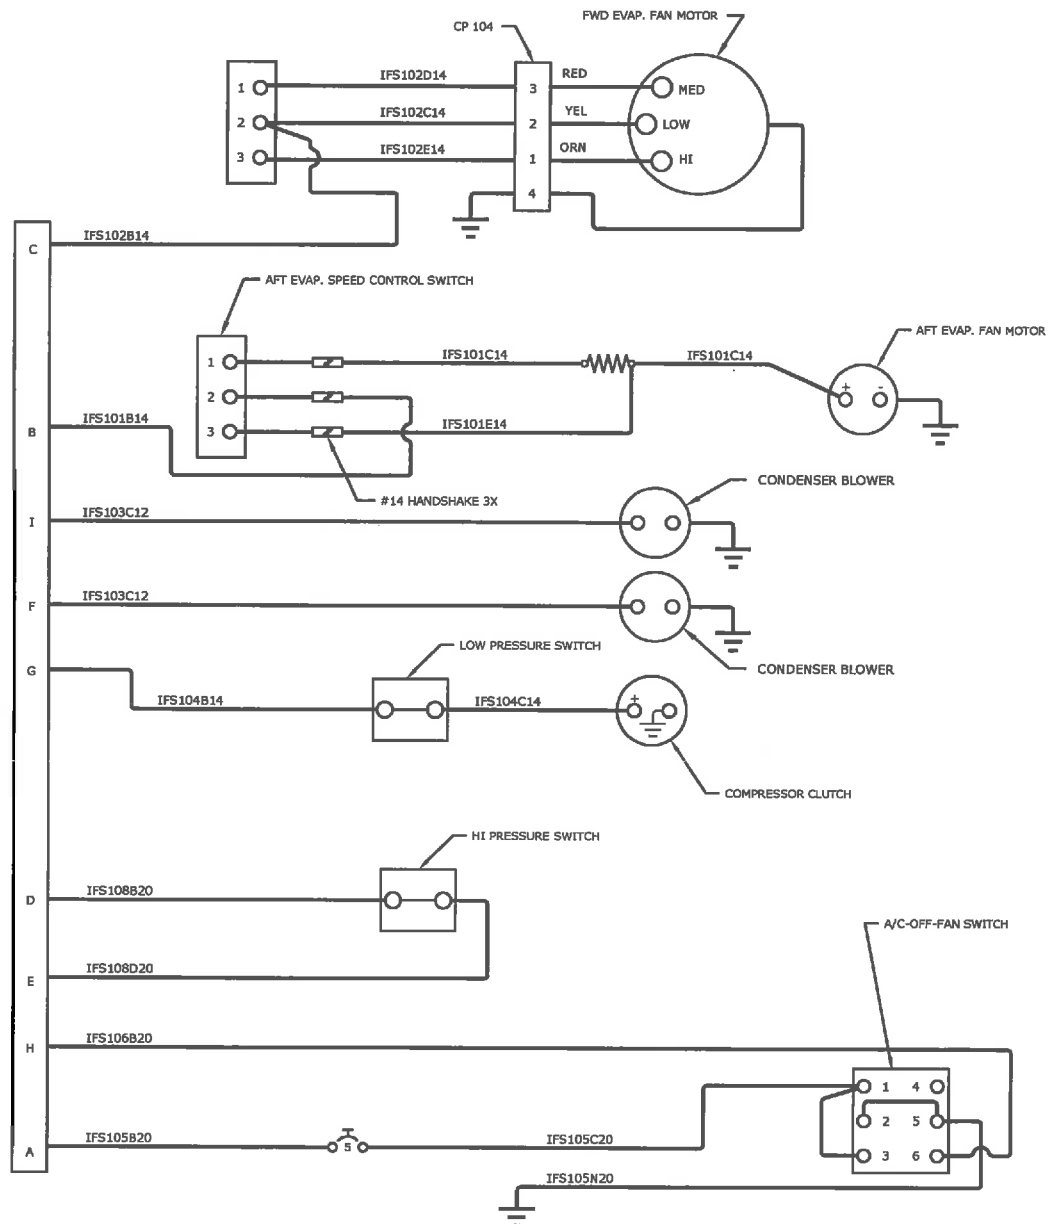 FWD EVAP. FAN MOTOR
CP 104
1 IFS102D14 3 RED MED
2 IFS102C14 2 YEL LOW
3 IFS102E14 1 ORN HI
4
C IFS102B14
AFT EVAP. SPEED CONTROL SWITCH
AFT EVAP. FAN MOTOR
1 IFS101C14 IFS101C14
2 + -
B IFS101B14 3 IFS101E14
#14 HANDSHAKE 3X
CONDENSER BLOWER
I IFS103C12
F IFS103C12
LOW PRESSURE SWITCH
CONDENSER BLOWER
G
IFS104B14 IFS104C14 +
COMPRESSOR CLUTCH
HI PRESSURE SWITCH
D IFS108B20
A/C-OFF-FAN SWITCH
E IFS108D20
H IFS106B20
1 4
2 5
A IFS105B20 5 IFS105C20 3 6
IFS105N20